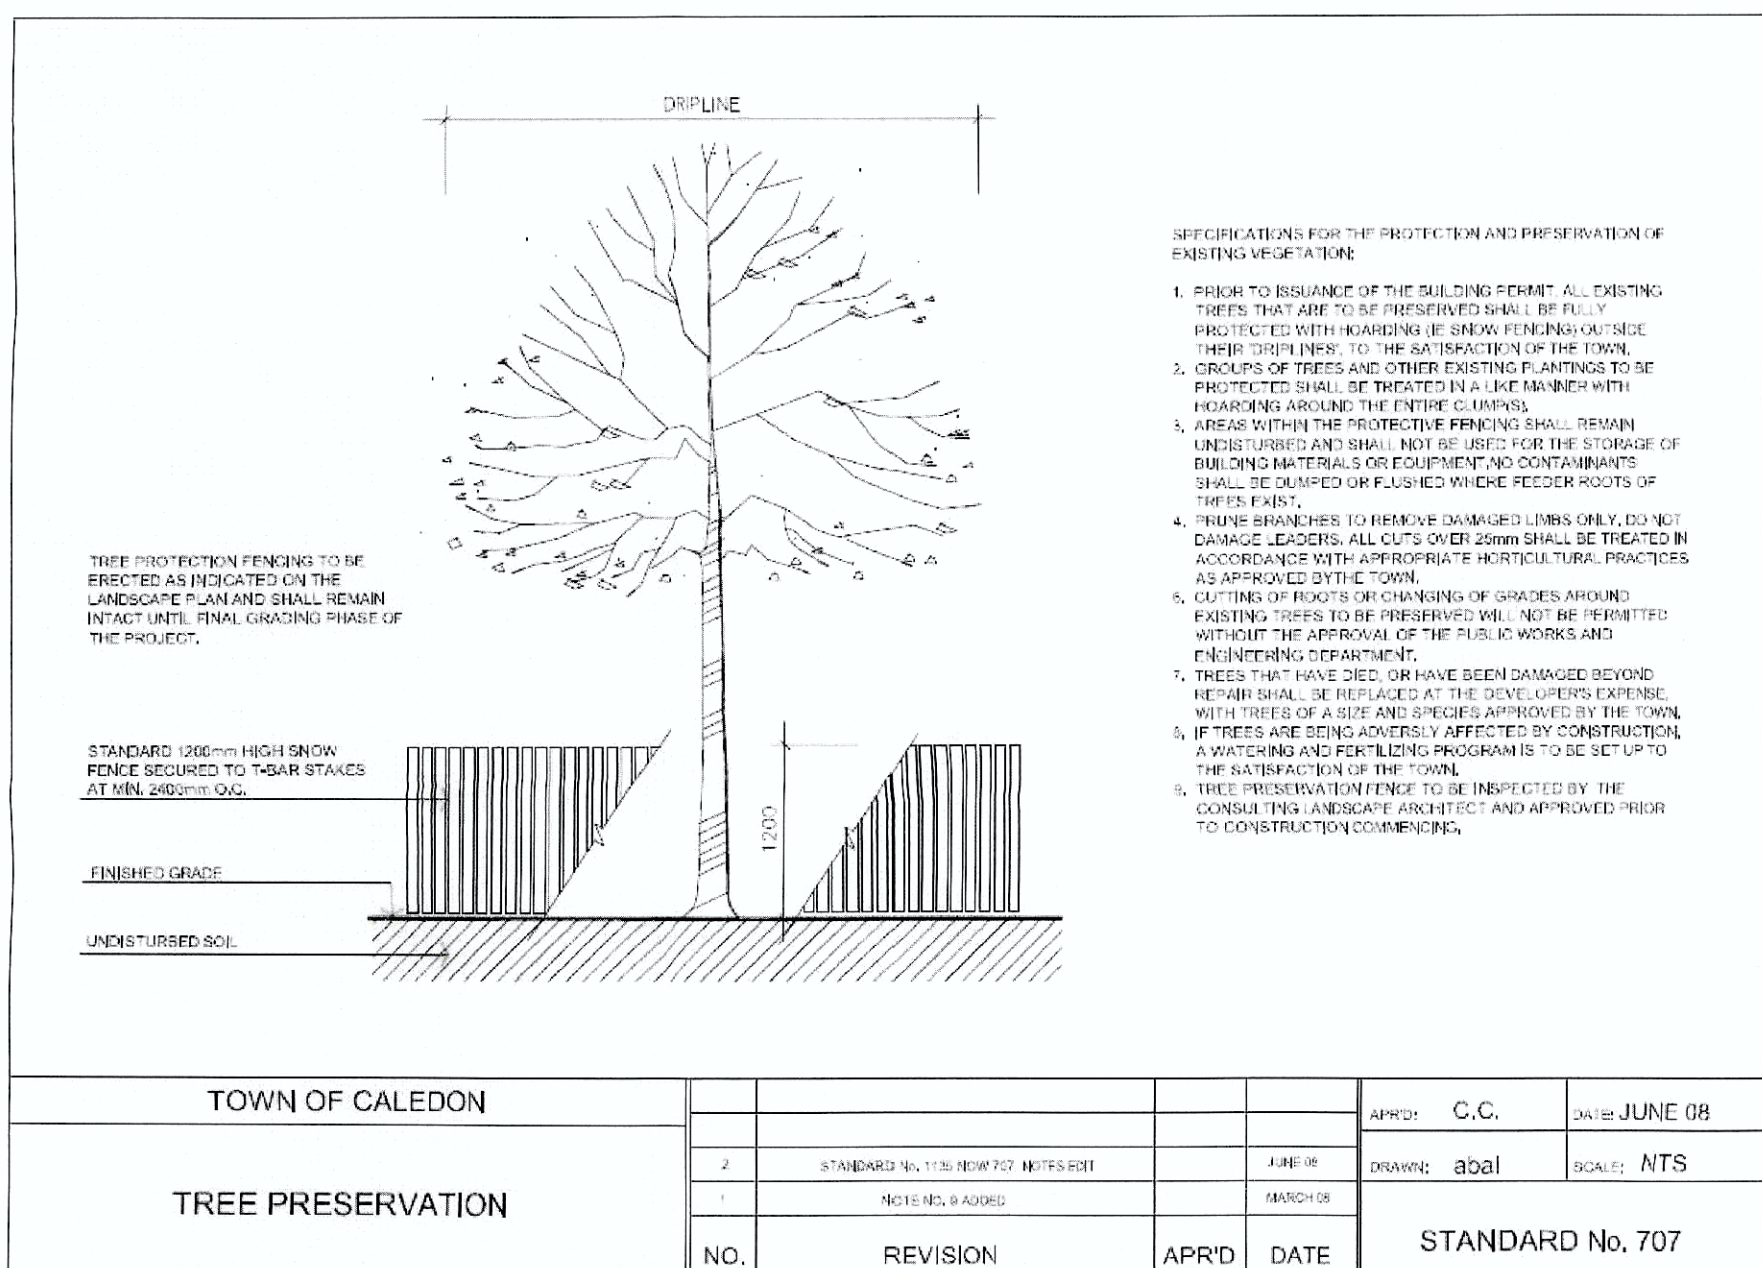 DRIPLINE
SPECIFICATIONS FOR THE PROTECTION AND PRESERVATION OF
EXISTING VEGETATION:
1. PRIOR TO ISSUANCE OF THE BUILDING PERMIT, ALL EXISTING
TREES THAT ARE TO BE PRESERVED SHALL BE FULLY
PROTECTED WITH HOARDING (IE SNOW FENCING) OUTSIDE
THEIR 'DRIPLINES', TO THE SATISFACTION OF THE TOWN.
2. GROUPS OF TREES AND OTHER EXISTING PLANTINGS TO BE
PROTECTED SHALL BE TREATED IN A LIKE MANNER WITH
HOARDING AROUND THE ENTIRE CLUMP(S).
3. AREAS WITHIN THE PROTECTIVE FENCING SHALL REMAIN
UNDISTURBED AND SHALL NOT BE USED FOR THE STORAGE OF
BUILDING MATERIALS OR EQUIPMENT,NO CONTAMINANTS
SHALL BE DUMPED OR FLUSHED WHERE FEEDER ROOTS OF
TREES EXIST.
4. PRUNE BRANCHES TO REMOVE DAMAGED LIMBS ONLY, DO NOT
DAMAGE LEADERS. ALL CUTS OVER 25mm SHALL BE TREATED IN
ACCORDANCE WITH APPROPRIATE HORTICULTURAL PRACTICES
AS APPROVED BYTHE TOWN.
CUTTING OF ROOTS OR CHANGING OF GRADES AROUND
EXISTING TREES TO BE PRESERVED WILL NOT BE PERMITTED
WITHOUT THE APPROVAL OF THE PUBLIC WORKS AND
ENGINEERING DEPARTMENT.
7. TREES THAT HAVE DIED, OR HAVE BEEN DAMAGED BEYOND
REPAIR SHALL BE REPLACED AT THE DEVELOPER'S EXPENSE,
WITH TREES OF A SIZE AND SPECIES APPROVED BY THE TOWN.
8. IF TREES ARE BEING ADVERSLY AFFECTED BY CONSTRUCTION,
A WATERING AND FERTILIZING PROGRAM IS TO BE SET UP TO
THE SATISFACTION OF THE TOWN.
9. TREE PRESERVATION FENCE TO BE INSPECTED BY THE
CONSULTING LANDSCAPE ARCHITECT AND APPROVED PRIOR
TO CONSTRUCTION COMMENCING.
TREE PROTECTION FENCING TO BE
ERECTED AS INDICATED ON THE
LANDSCAPE PLAN AND SHALL REMAIN
INTACT UNTIL FINAL GRADING PHASE OF
THE PROJECT.
STANDARD 1200mm HIGH SNOW
FENCE SECURED TO T-BAR STAKES
AT MIN. 2400mm O.C.
1200
FINISHED GRADE
UNDISTURBED SOIL
TOWN OF CALEDON
TREE PRESERVATION
2 STANDARD No. 1135 NOW 707 NOTES EDIT JUNE 08
1 NOTE NO. 9 ADDED MARCH 08
NO. REVISION APR'D DATE
APR'D: C.C. DATE: JUNE 08
DRAWN: abal SCALE: NTS
STANDARD No. 707